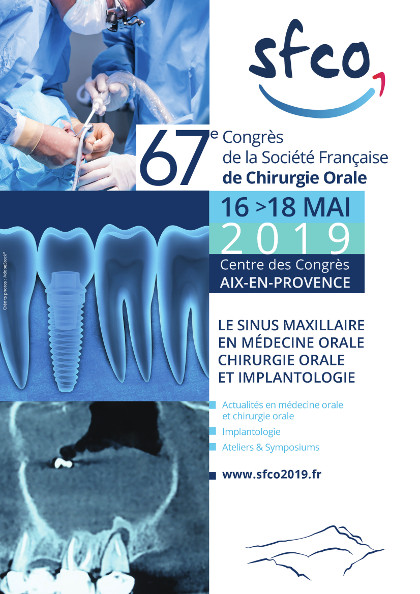 sfco
67e Congrès
de la Société Française
de Chirurgie Orale
16 >18 MAI
2019
Centre des Congrès
AIX-EN-PROVENCE
LE SINUS MAXILLAIRE
EN MÉDECINE ORALE
CHIRURGIE ORALE
ET IMPLANTOLOGIE
Actualités en médecine orale
et chirurgie orale
Implantologie
Ateliers & Symposiums
www.sfco2019.fr